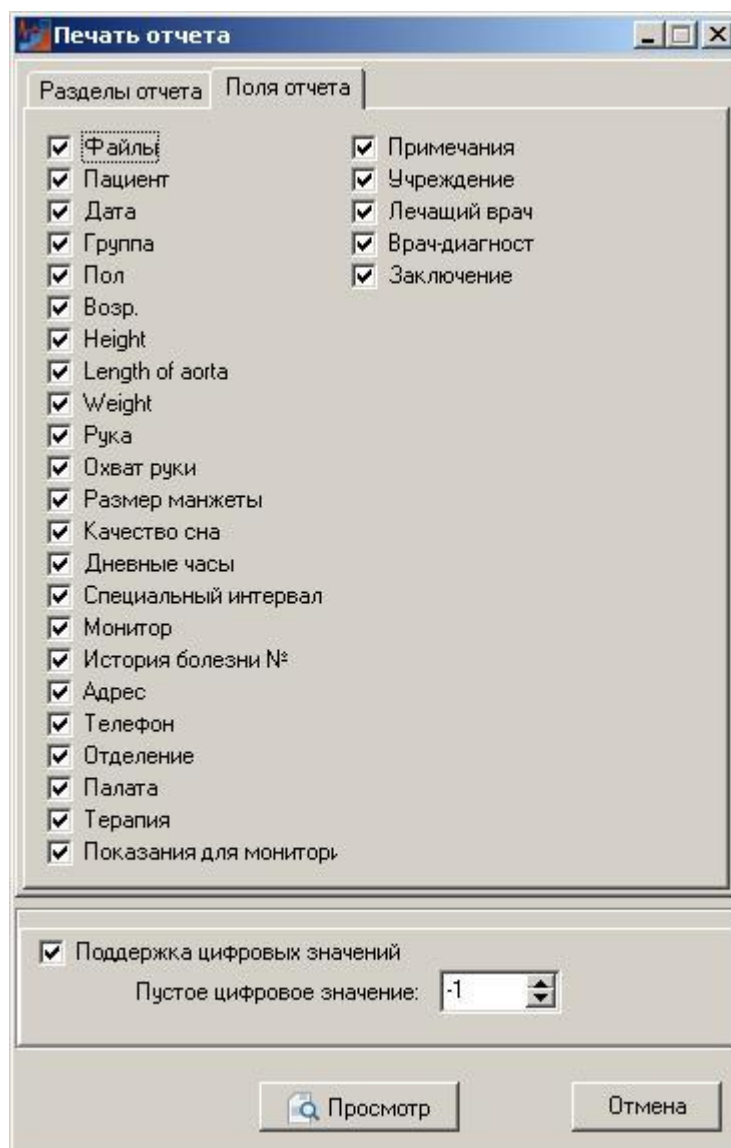 Печать отчета
Разделы отчета
Поля отчета
Файлы
Пациент
Дата
Группа
Пол
Возр.
Height
Length of aorta
Weight
Рука
Охват руки
Размер манжеты
Качество сна
Дневные часы
Специальный интервал
Монитор
История болезни №
Адрес
Телефон
Отделение
Палата
Терапия
Показания для монитори
Примечания
Учреждение
Лечащий врач
Врач-диагност
Заключение
Поддержка цифровых значений
Пустое цифровое значение: -1
Просмотр
Отмена